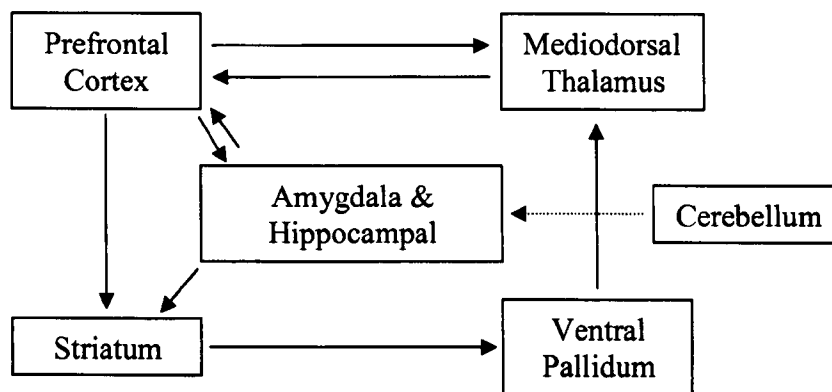 Prefrontal
Cortex
Mediodorsal
Thalamus
Amygdala &
Hippocampal
Cerebellum
Striatum
Ventral
Pallidum